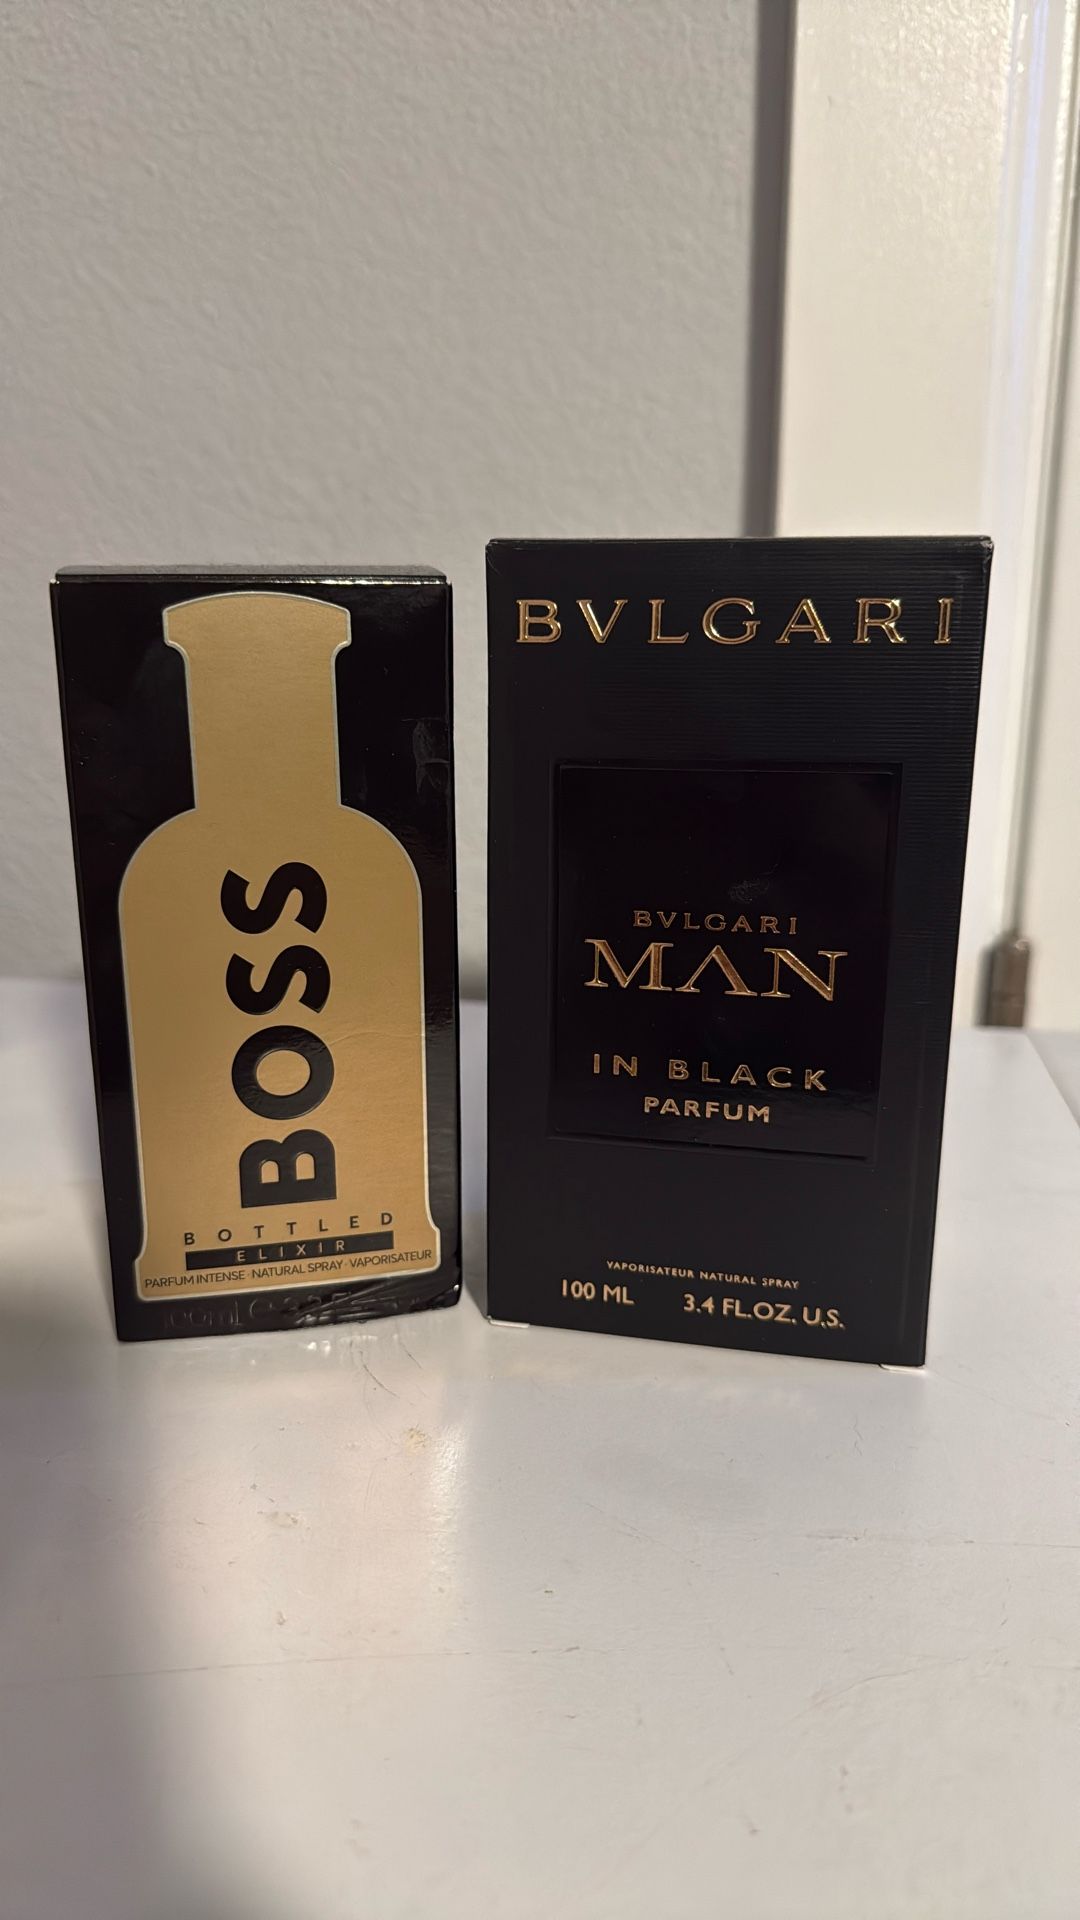 BOSS
BOTTLED
ELIXIR
PARFUM INTENSE · NATURAL SPRAY · VAPORISATEUR
100ml
BVLGARI
BVLGARI
MAN
IN BLACK
PARFUM
VAPORISATEUR NATURAL SPRAY
100 ML 3.4 FL.OZ. U.S.